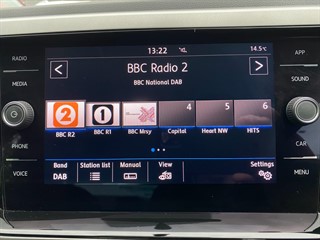 13:22 14.5°C
RADIO
APP
BBC Radio 2
BBC National DAB
MEDIA
SOUND
2 1 4 5 6
BBC R2 BBC R1 BBC Mrsy Capital Heart NW HITS
PHONE
CAR
Band Station list Manual View Settings
DAB
VOICE
MENU